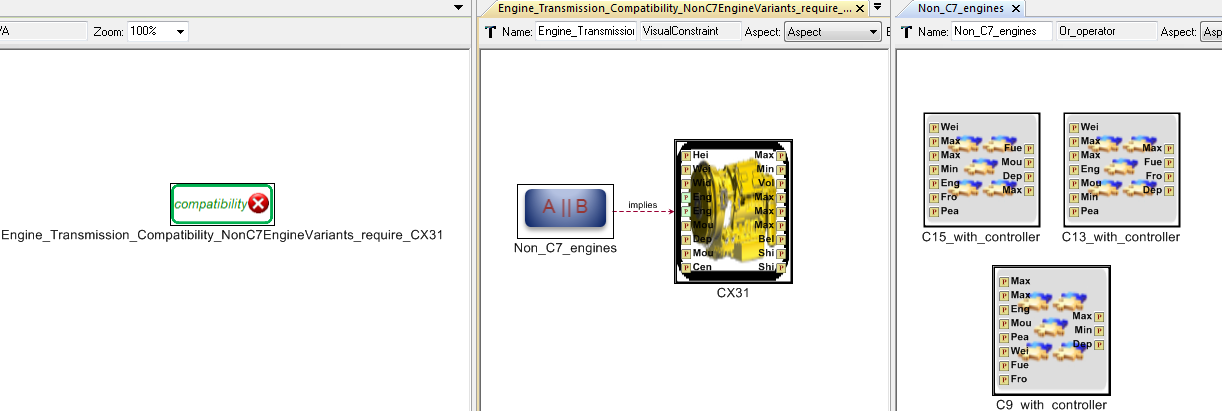 /A Zoom: 100%
compatibility
Engine_Transmission_Compatibility_NonC7EngineVariants_require_CX31
Engine_Transmission_Compatibility_NonC7EngineVariants_require_...
T Name: Engine_Transmission VisualConstraint Aspect: Aspect
A || B
Non_C7_engines
implies
Hei Max
Wei Min
Wid Vol
Eng Max
Eng Max
Mou Max
Dep Bel
Mou Shi
Cen Shi
CX31
Non_C7_engines
T Name: Non_C7_engines Or_operator Aspect: Asp
Wei
Max Fue
Max Mou
Min Dep
Eng Max
Fro
Pea
C15_with_controller
Wei
Max Max
Max Fue
Eng Fro
Mou Dep
Min
Pea
C13_with_controller
Max
Max
Eng Max
Mou Min
Pea Dep
Wei
Fue
Fro
C9_with_controller